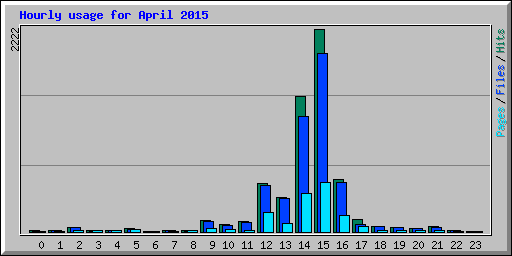 Hourly usage for April 2015
2222
Pages / Files / Hits
0 1 2 3 4 5 6 7 8 9 10 11 12 13 14 15 16 17 18 19 20 21 22 23